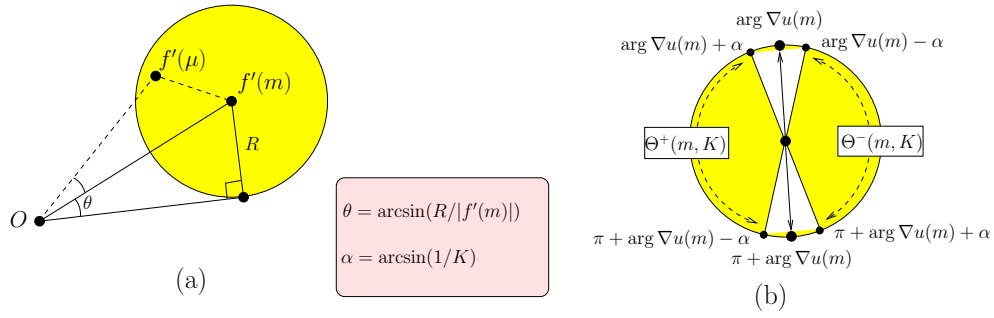 f′(μ)
f′(m)
R
O
θ
θ = arcsin(R/|f′(m)|)
α = arcsin(1/K)
(a)
arg ∇u(m)
arg ∇u(m) + α
arg ∇u(m) − α
Θ⁺(m, K)
Θ⁻(m, K)
π + arg ∇u(m) − α
π + arg ∇u(m) + α
π + arg ∇u(m)
(b)